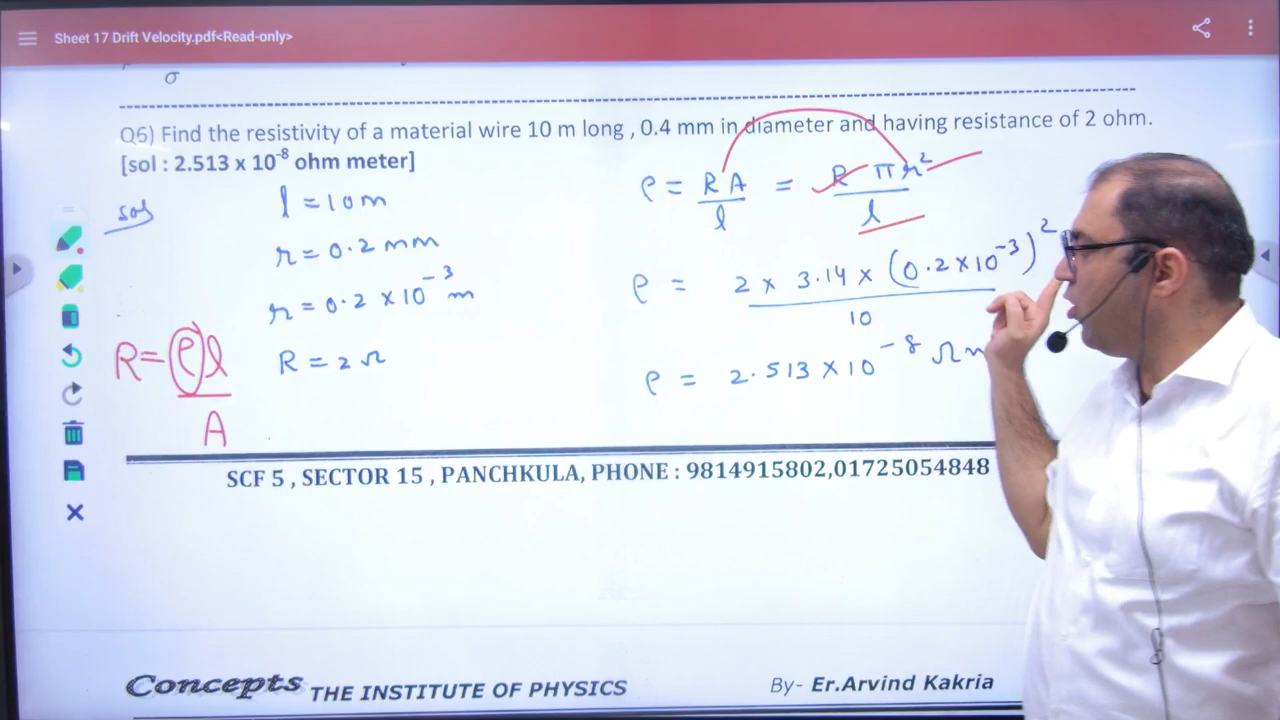 Sheet 17 Drift Velocity.pdf<Read-only>
σ
Q6) Find the resistivity of a material wire 10 m long , 0.4 mm in diameter and having resistance of 2 ohm.
[sol : 2.513 x 10⁻⁸ ohm meter]
sol
l = 10 m
r = 0.2 mm
r = 0.2 × 10⁻³ m
R = 2 Ω
R = ρl / A
ρ = RA / l = R πr² / l
ρ = 2 × 3.14 × (0.2 × 10⁻³)² / 10
ρ = 2.513 × 10⁻⁸ Ω m
SCF 5 , SECTOR 15 , PANCHKULA, PHONE : 9814915802,01725054848
Concepts THE INSTITUTE OF PHYSICS
By- Er.Arvind Kakria